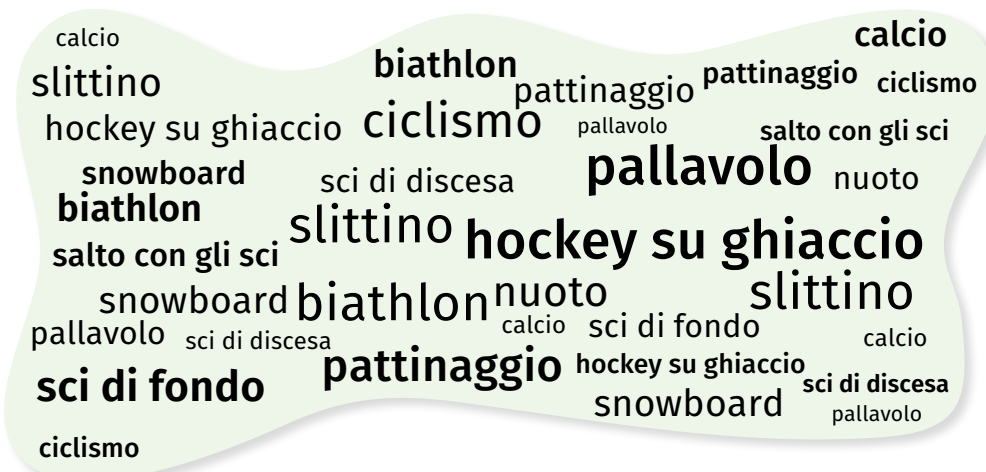 calcio
calcio
slittino
biathlon
pattinaggio
pattinaggio
ciclismo
hockey su ghiaccio
ciclismo
pallavolo
salto con gli sci
snowboard
sci di discesa
pallavolo
nuoto
biathlon
slittino
hockey su ghiaccio
salto con gli sci
snowboard
biathlon
nuoto
slittino
pallavolo
sci di discesa
calcio
sci di fondo
calcio
sci di fondo
pattinaggio
hockey su ghiaccio
sci di discesa
snowboard
pallavolo
ciclismo